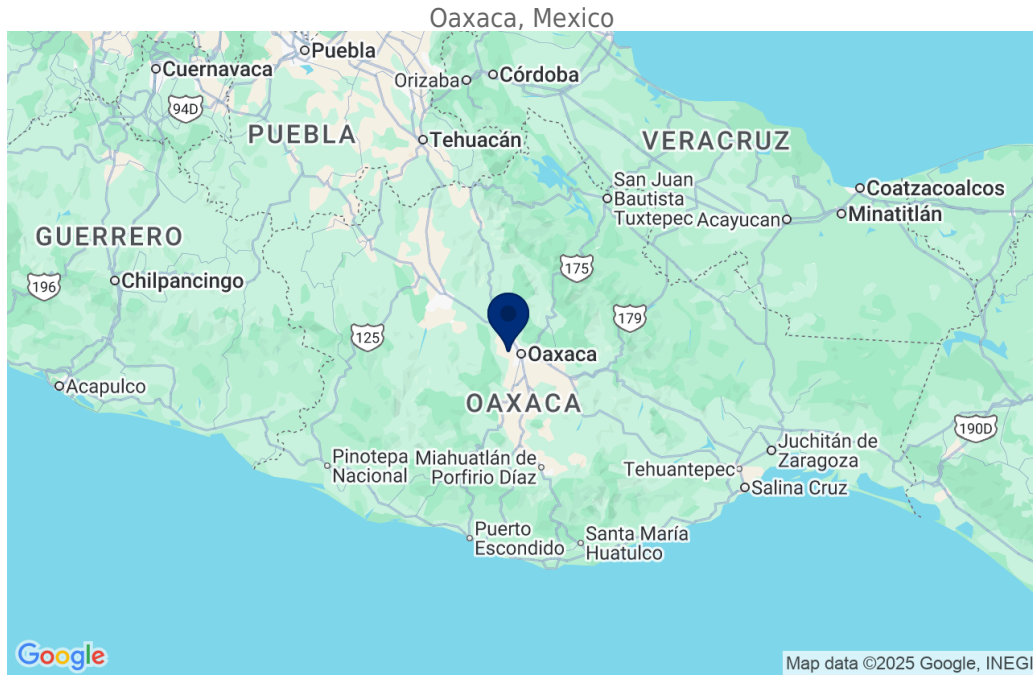 Oaxaca, Mexico
Puebla
Cuernavaca
Orizaba
Córdoba
94D
PUEBLA
Tehuacán
VERACRUZ
San Juan
Bautista
Tuxtepec
Coatzacoalcos
Acayucan
Minatitlán
GUERRERO
175
196
Chilpancingo
179
125
Oaxaca
Acapulco
OAXACA
190D
Pinotepa
Nacional
Miahuatlán de
Porfirio Díaz
Juchitán de
Zaragoza
Tehuantepec
Salina Cruz
Puerto
Escondido
Santa María
Huatulco
Google
Map data ©2025 Google, INEGI